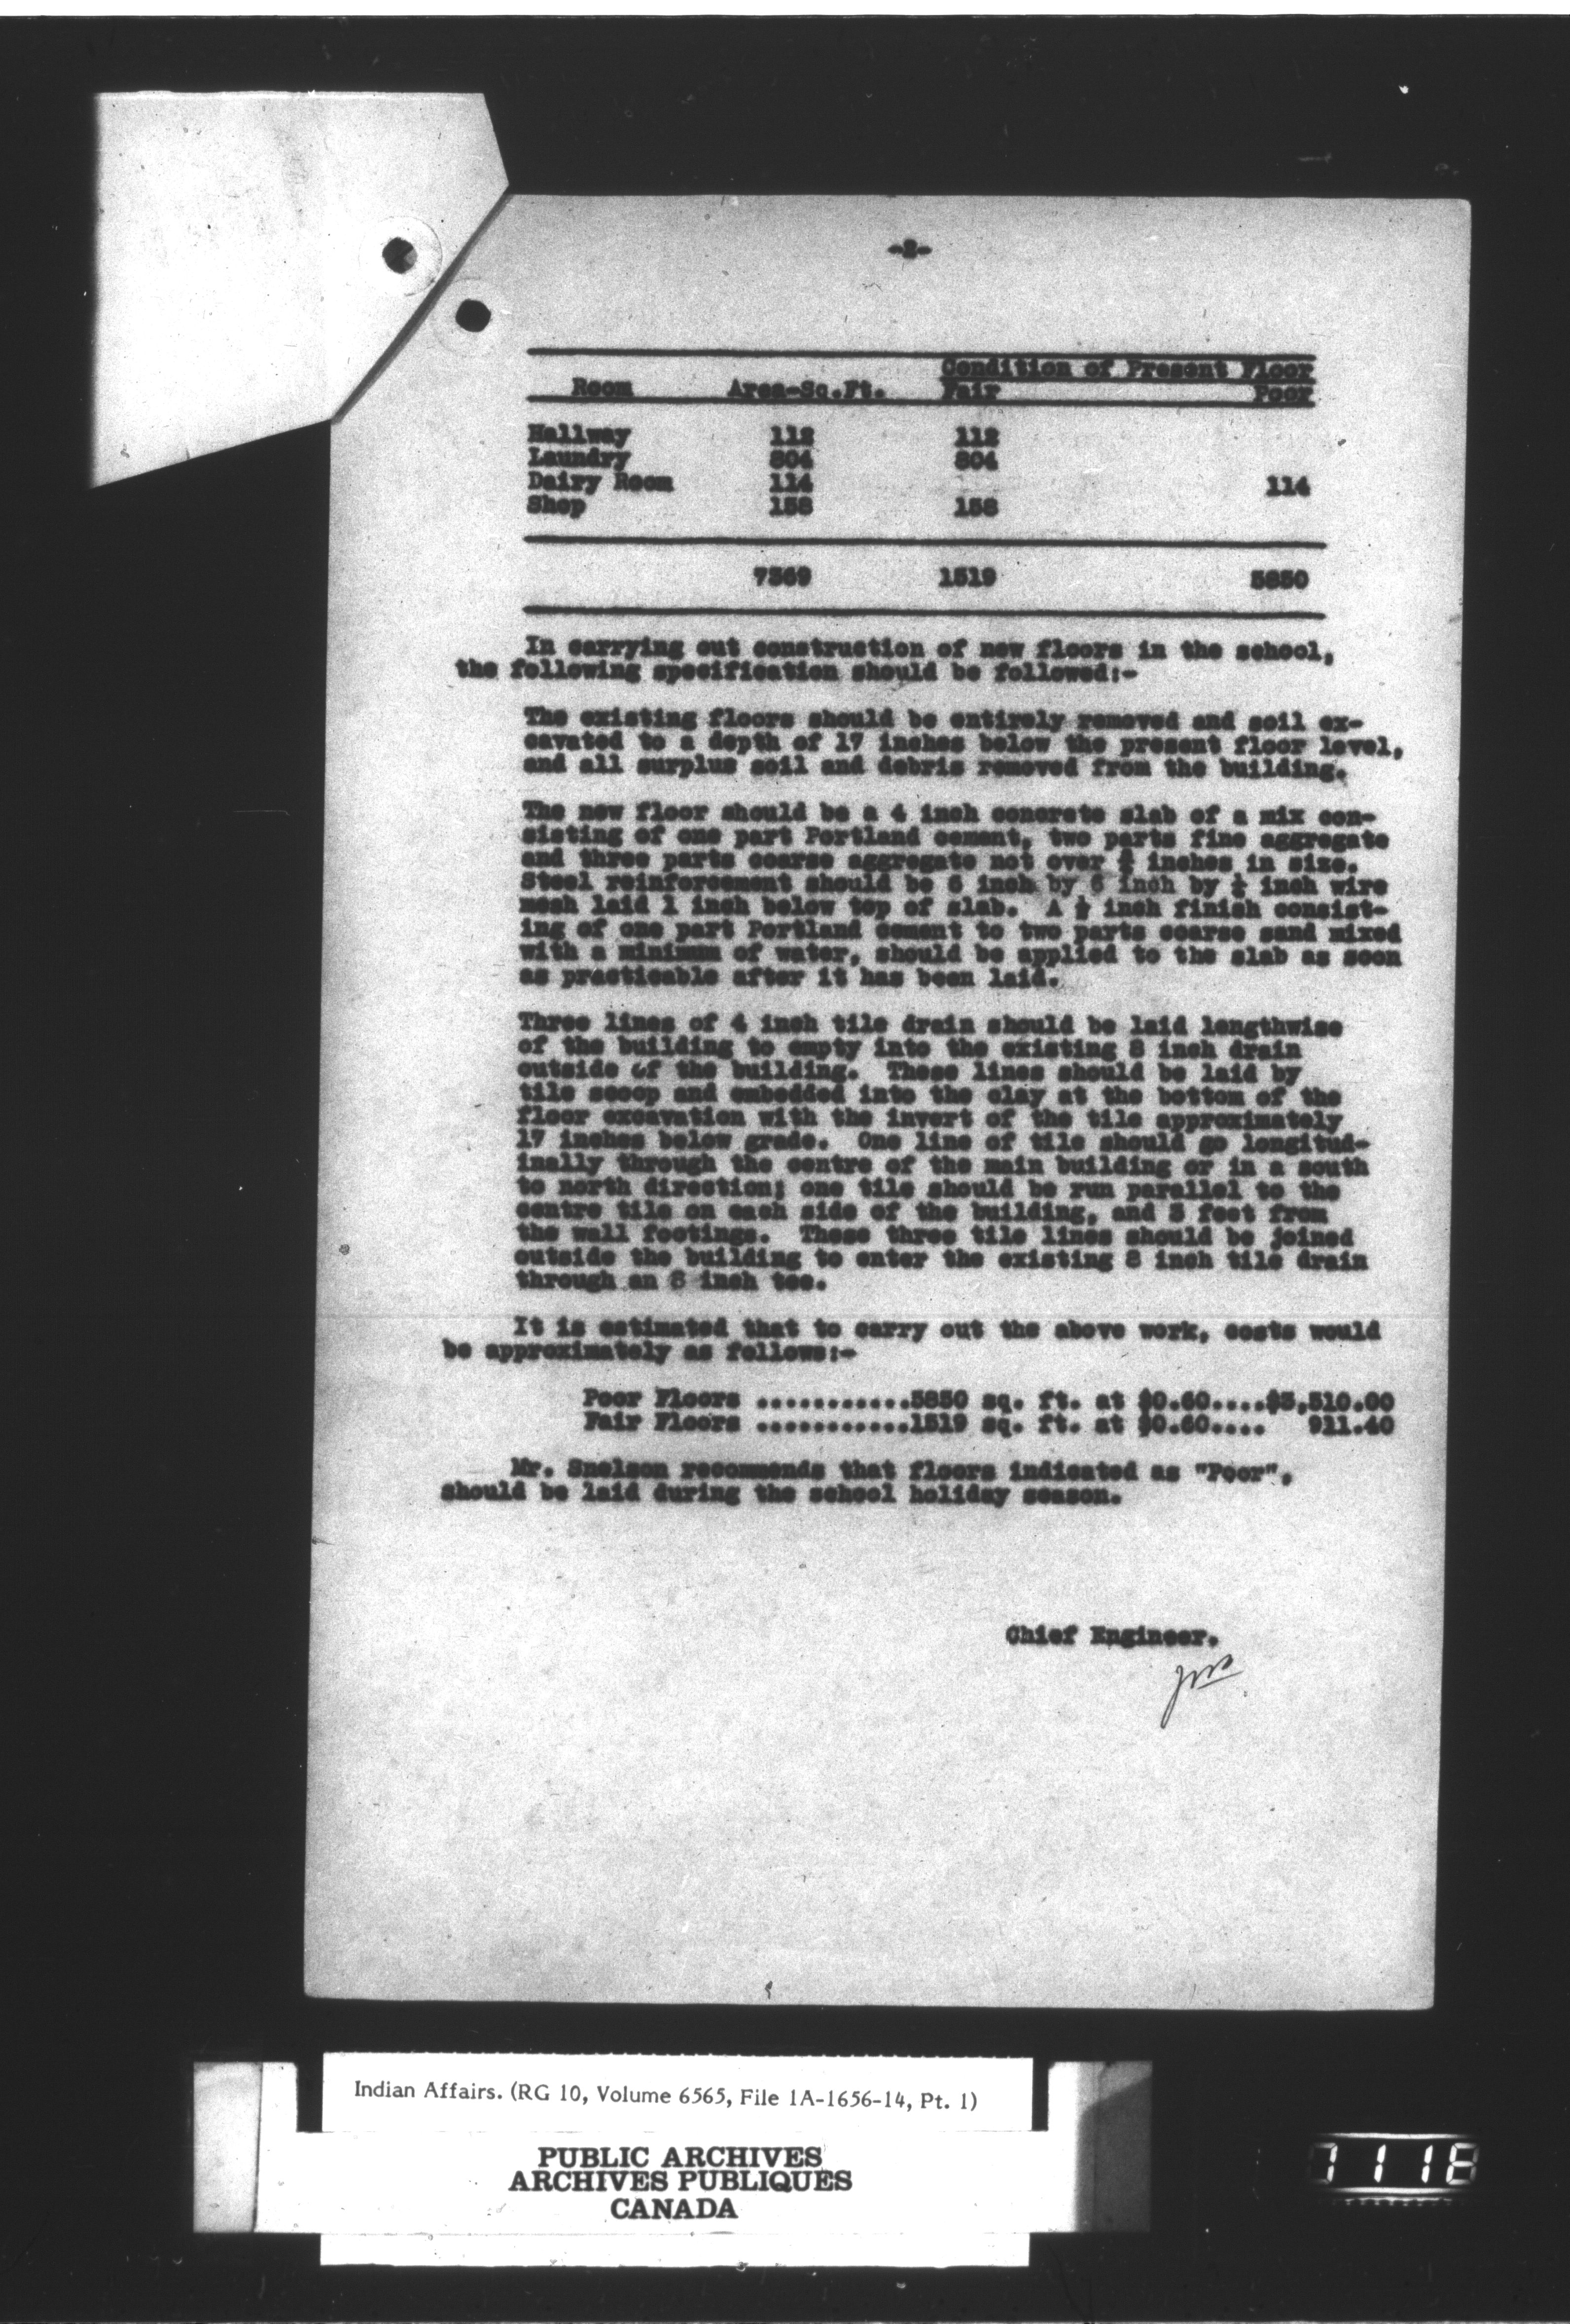 -2-
Condition of Present Floor
Room Area-Sq.Ft. Fair Poor
Hallway 112 112
Laundry 804 804
Dairy Room 114 114
Shop 158 158
7369 1519 5850
In carrying out construction of new floors in the school,
the following specification should be followed:-
The existing floors should be entirely removed and soil ex-
cavated to a depth of 17 inches below the present floor level,
and all surplus soil and debris removed from the building.
The new floor should be a 4 inch concrete slab of a mix con-
sisting of one part Portland cement, two parts fine aggregate
and three parts coarse aggregate not over inches in size.
Steel reinforcement should be 6 inch by 6 inch by ¼ inch wire
mesh laid 1 inch below top of slab. A inch finish consist-
ing of one part Portland cement to two parts coarse sand mixed
with a minimum of water, should be applied to the slab as soon
as practicable after it has been laid.
Three lines of 4 inch tile drain should be laid lengthwise
of the building to empty into the existing 8 inch drain
outside of the building. These lines should be laid by
tile scoop and embedded into the clay at the bottom of the
floor excavation with the invert of the tile approximately
17 inches below grade. One line of tile should go longitud-
inally through the centre of the main building or in a south
to north direction; one tile should be run parallel to the
centre tile on each side of the building, and feet from
the wall footings. These three tile lines should be joined
outside the building to enter the existing 8 inch tile drain
through an 8 inch tee.
It is estimated that to carry out the above work, costs would
be approximately as follows:-
Poor Floors ...........5850 sq. ft. at $0.60....$3,510.00
Fair Floors ...........1519 sq. ft. at $0.60.... 911.40
Mr. Snelson recommends that floors indicated as "Poor",
should be laid during the school holiday season.
Chief Engineer.
Indian Affairs. (RG 10, Volume 6565, File 1A-1656-14, Pt. 1)
PUBLIC ARCHIVES
ARCHIVES PUBLIQUES
CANADA
7118